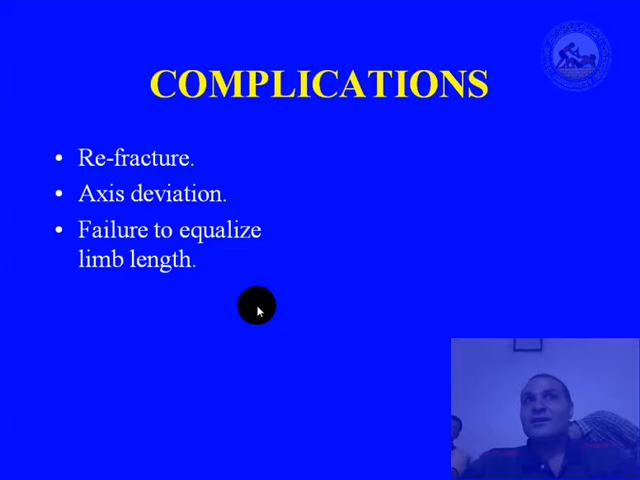 COMPLICATIONS
• Re-fracture.
• Axis deviation.
• Failure to equalize
limb length.